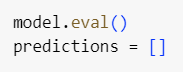 model.eval()
predictions = []